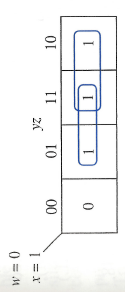 w = 0
x = 1
yz
00 01 11 10
0 1 1 1